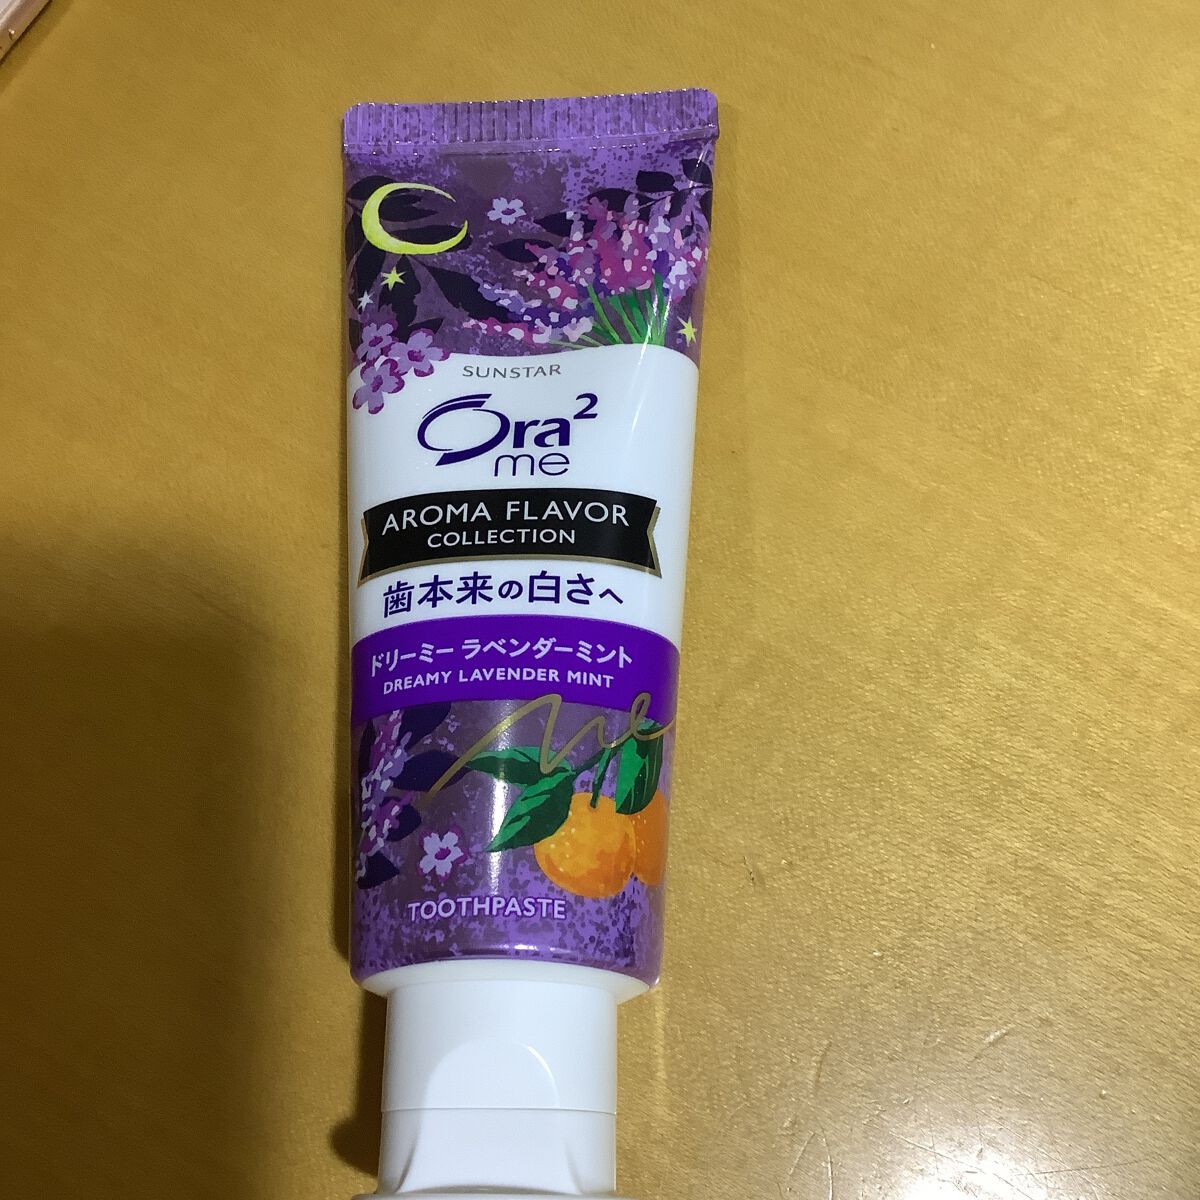 SUNSTAR
Ora²
me
AROMA FLAVOR
COLLECTION
歯本来の白さへ
ドリーミー ラベンダーミント
DREAMY LAVENDER MINT
Me
TOOTHPASTE